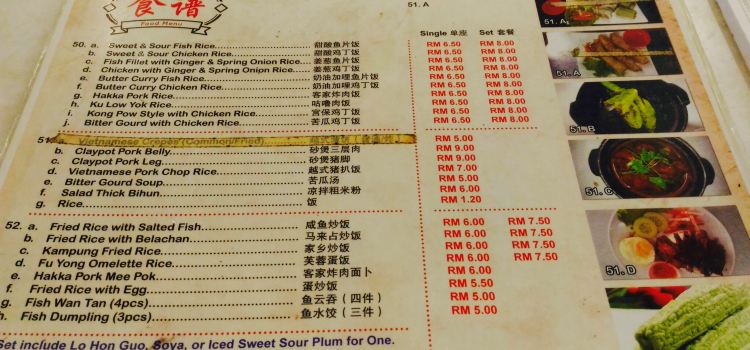 食谱
Food Menu
51. A
Single 单座 Set 套餐
50. a. Sweet & Sour Fish Rice 甜酸鱼片饭 RM 6.50 RM 8.00
b. Sweet & Sour Chicken Rice 甜酸鸡丁饭 RM 6.50 RM 8.00
c. Fish Fillet with Ginger & Spring Onion Rice 姜葱鱼片饭 RM 6.50 RM 8.00
d. Chicken with Ginger & Spring Onion Rice 姜葱鸡丁饭 RM 6.50 RM 8.00
e. Butter Curry Fish Rice 奶油加哩鱼片饭 RM 6.50 RM 8.00
f. Butter Curry Chicken Rice 奶油加哩鸡丁饭 RM 6.50 RM 8.00
g. Hakka Pork Rice 客家炸肉饭 RM 6.50 RM 8.00
h. Ku Low Yok Rice 咕噜肉饭 RM 6.50 RM 8.00
i. Kong Pow Style with Chicken Rice 宫保鸡丁饭 RM 6.50 RM 8.00
j. Bitter Gourd with Chicken Rice 苦瓜鸡丁饭 RM 6.50 RM 8.00
51. a. Vietnamese Crepes (Common/Fried) RM 5.00
b. Claypot Pork Belly 砂煲三层肉 RM 9.00
c. Claypot Pork Leg 砂煲猪脚 RM 9.00
d. Vietnamese Pork Chop Rice 越式猪扒饭 RM 7.00
e. Bitter Gourd Soup 苦瓜汤 RM 5.00
f. Salad Thick Bihun 凉拌粗米粉 RM 6.00
g. Rice 饭 RM 1.20
52. a. Fried Rice with Salted Fish 咸鱼炒饭 RM 6.00 RM 7.50
b. Fried Rice with Belachan 马来占炒饭 RM 6.00 RM 7.50
c. Kampung Fried Rice 家乡炒饭 RM 6.00 RM 7.50
d. Fu Yong Omelette Rice 芙蓉蛋饭 RM 6.00 RM 7.50
e. Hakka Pork Mee Pok 客家炸肉面卜 RM 6.00
f. Fried Rice with Egg 蛋炒饭 RM 5.50
g. Fish Wan Tan (4pcs) 鱼云吞（四件） RM 5.00
h. Fish Dumpling (3pcs) 鱼水饺（三件） RM 5.00
Set include Lo Hon Guo, Soya, or Iced Sweet Sour Plum for One.
51. A
51. A
51. B
51. C
51. D